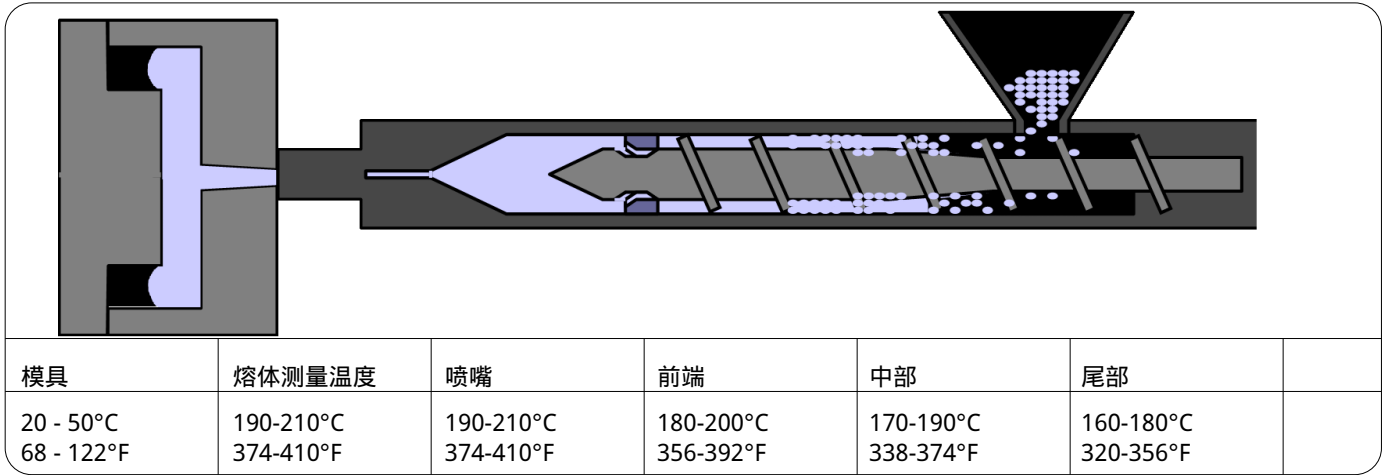 模具 熔体测量温度 喷嘴 前端 中部 尾部
20 - 50°C 190-210°C 190-210°C 180-200°C 170-190°C 160-180°C
68 - 122°F 374-410°F 374-410°F 356-392°F 338-374°F 320-356°F